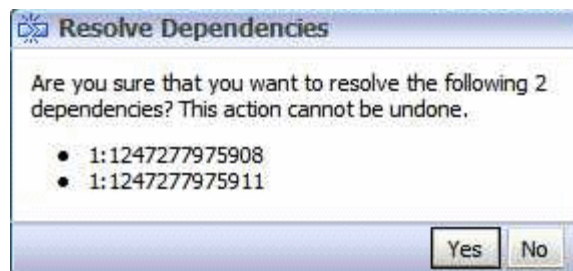 Resolve Dependencies
Are you sure that you want to resolve the following 2
dependencies? This action cannot be undone.
• 1:1247277975908
• 1:1247277975911
Yes No